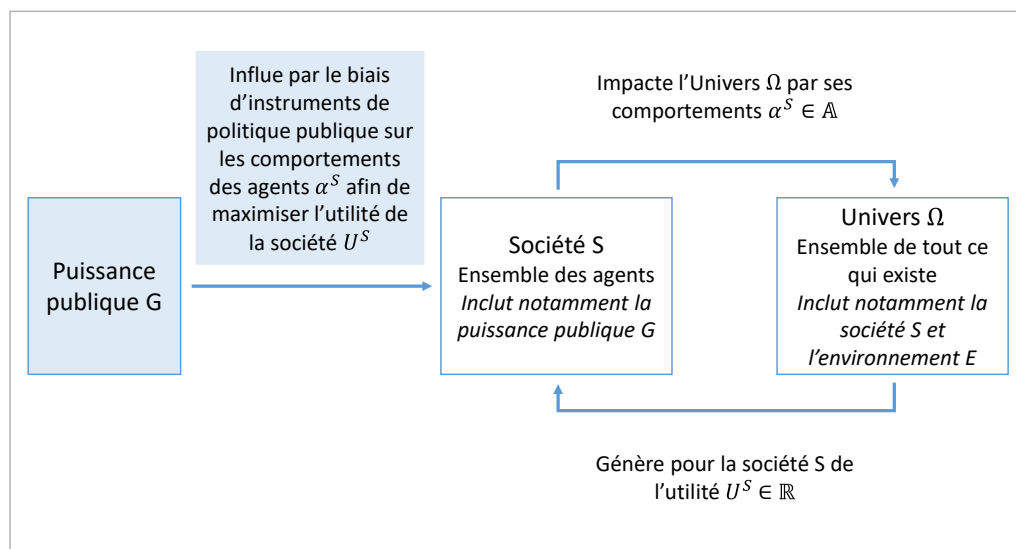 Influe par le biais
d’instruments de
politique publique sur
les comportements
des agents 𝛼^𝑆 afin de
maximiser l’utilité de
la société 𝑈^𝑆
Puissance
publique G
Impacte l’Univers Ω par ses
comportements 𝛼^𝑆 ∈ 𝔸
Société S
Ensemble des agents
Inclut notamment la
puissance publique G
Univers Ω
Ensemble de tout ce
qui existe
Inclut notamment la
société S et
l’environnement E
Génère pour la société S de
l’utilité 𝑈^𝑆 ∈ ℝ